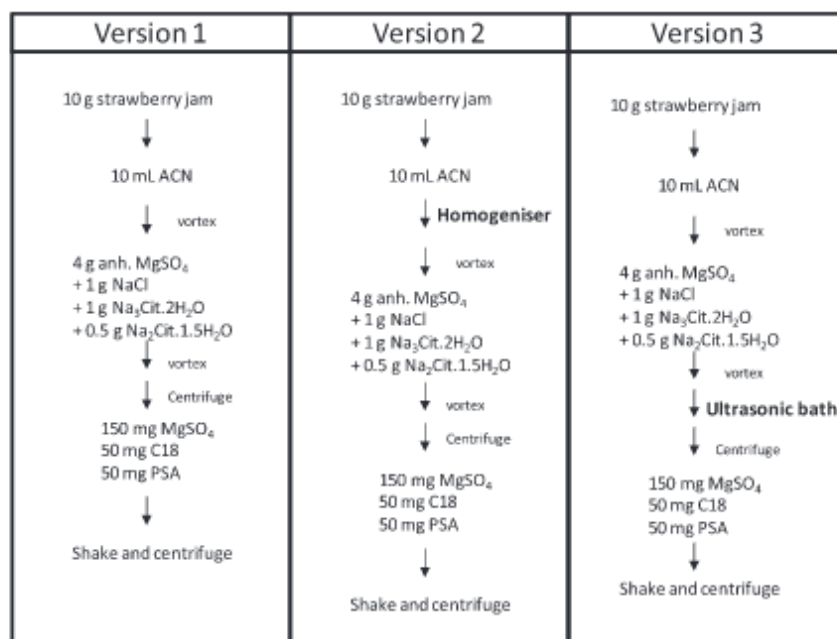 Version 1
10 g strawberry jam
10 mL ACN
vortex
4 g anh. MgSO₄
+ 1 g NaCl
+ 1 g Na₃Cit.2H₂O
+ 0.5 g Na₂Cit.1.5H₂O
vortex
Centrifuge
150 mg MgSO₄
50 mg C18
50 mg PSA
Shake and centrifuge
Version 2
10 g strawberry jam
10 mL ACN
Homogeniser
vortex
4 g anh. MgSO₄
+ 1 g NaCl
+ 1 g Na₃Cit.2H₂O
+ 0.5 g Na₂Cit.1.5H₂O
vortex
Centrifuge
150 mg MgSO₄
50 mg C18
50 mg PSA
Shake and centrifuge
Version 3
10 g strawberry jam
10 mL ACN
vortex
4 g anh. MgSO₄
+ 1 g NaCl
+ 1 g Na₃Cit.2H₂O
+ 0.5 g Na₂Cit.1.5H₂O
vortex
Ultrasonic bath
Centrifuge
150 mg MgSO₄
50 mg C18
50 mg PSA
Shake and centrifuge